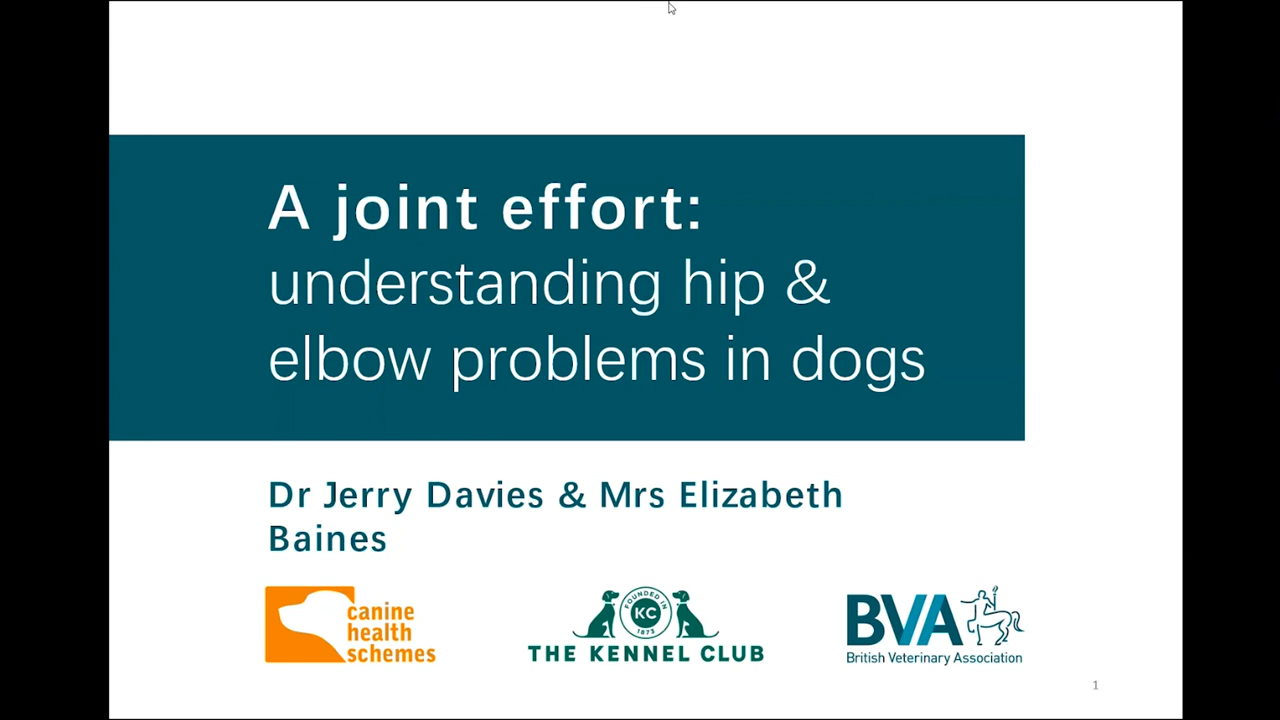 A joint effort:
understanding hip &
elbow problems in dogs
Dr Jerry Davies & Mrs Elizabeth
Baines
canine
health
schemes
FOUNDED IN
KC
1873
THE KENNEL CLUB
BVA
British Veterinary Association
1